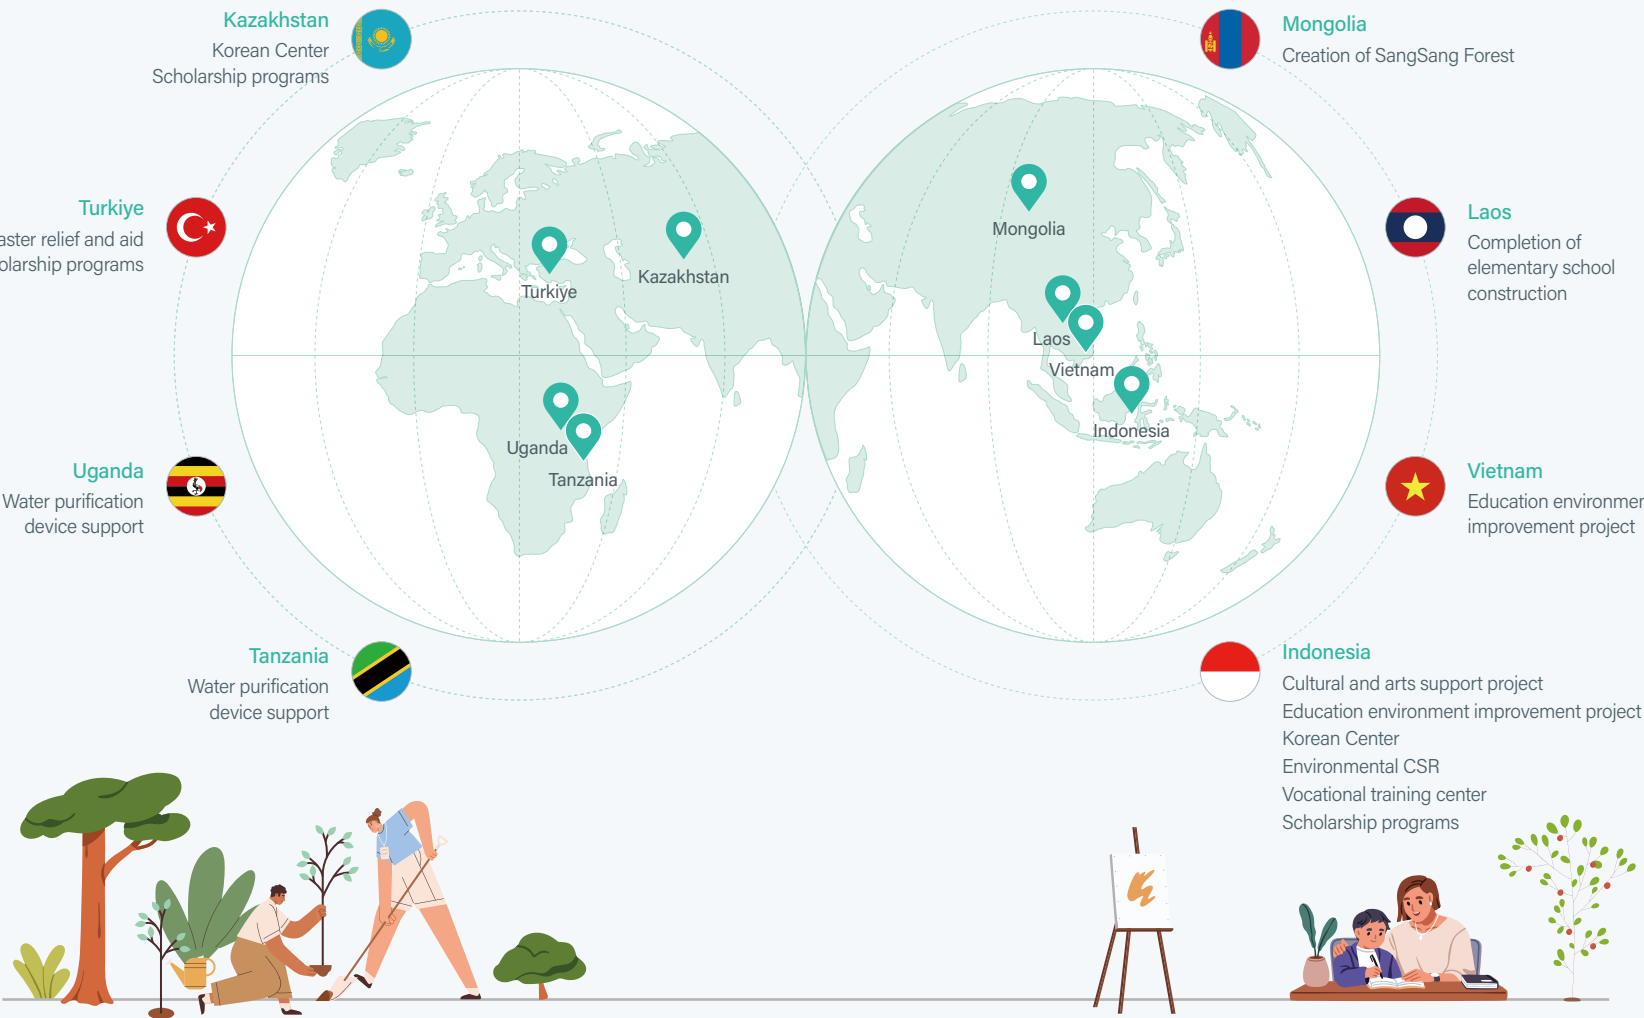 Kazakhstan
Korean Center
Scholarship programs
Turkiye
relief and aid
programs
Uganda
Water purification
device support
Tanzania
Water purification
device support
Turkiye
Kazakhstan
Uganda
Tanzania
Mongolia
Laos
Vietnam
Indonesia
Mongolia
Creation of SangSang Forest
Laos
Completion of
elementary school
construction
Vietnam
Education
improvement project
Indonesia
Cultural and arts support project
Education environment improvement project
Korean Center
Environmental CSR
Vocational training center
Scholarship programs